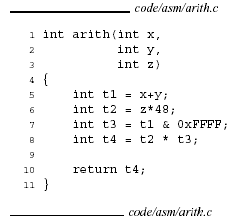 code/asm/arith.c
1 int arith(int x,
2           int y,
3           int z)
4 {
5     int t1 = x+y;
6     int t2 = z*48;
7     int t3 = t1 & 0xFFFF;
8     int t4 = t2 * t3;
9
10     return t4;
11 }
code/asm/arith.c